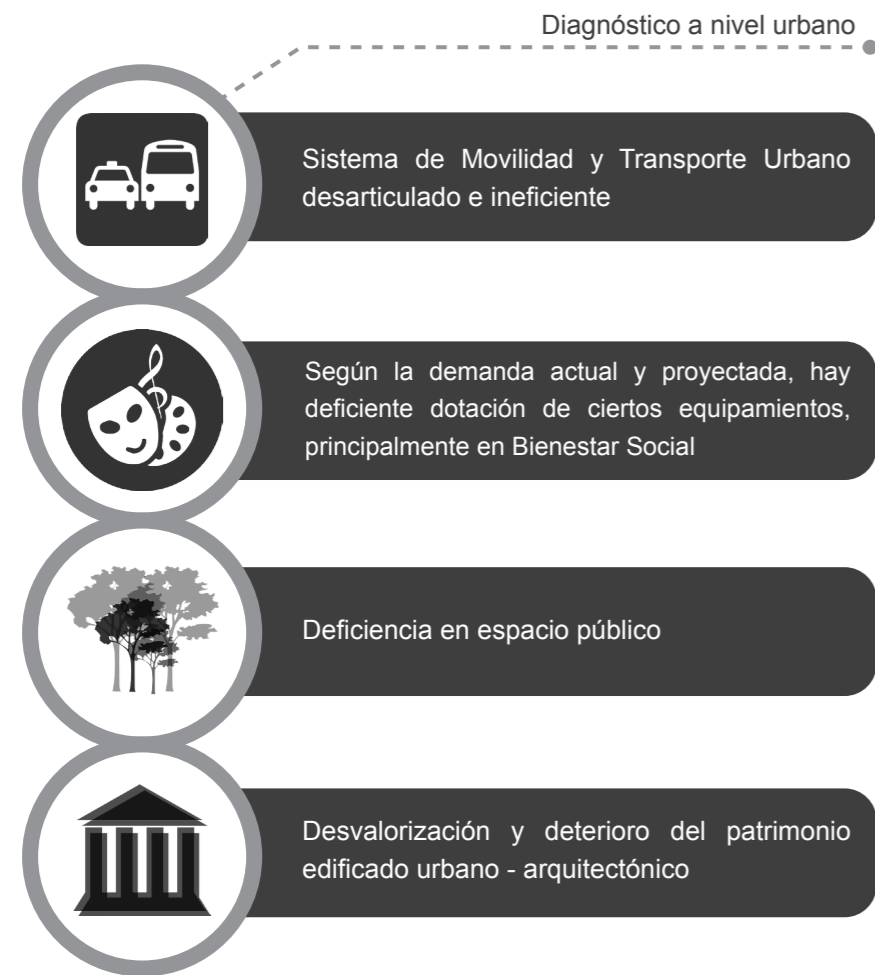 Diagnóstico a nivel urbano
Sistema de Movilidad y Transporte Urbano
desarticulado e ineficiente
Según la demanda actual y proyectada, hay
deficiente dotación de ciertos equipamientos,
principalmente en Bienestar Social
Deficiencia en espacio público
Desvalorización y deterioro del patrimonio
edificado urbano - arquitectónico